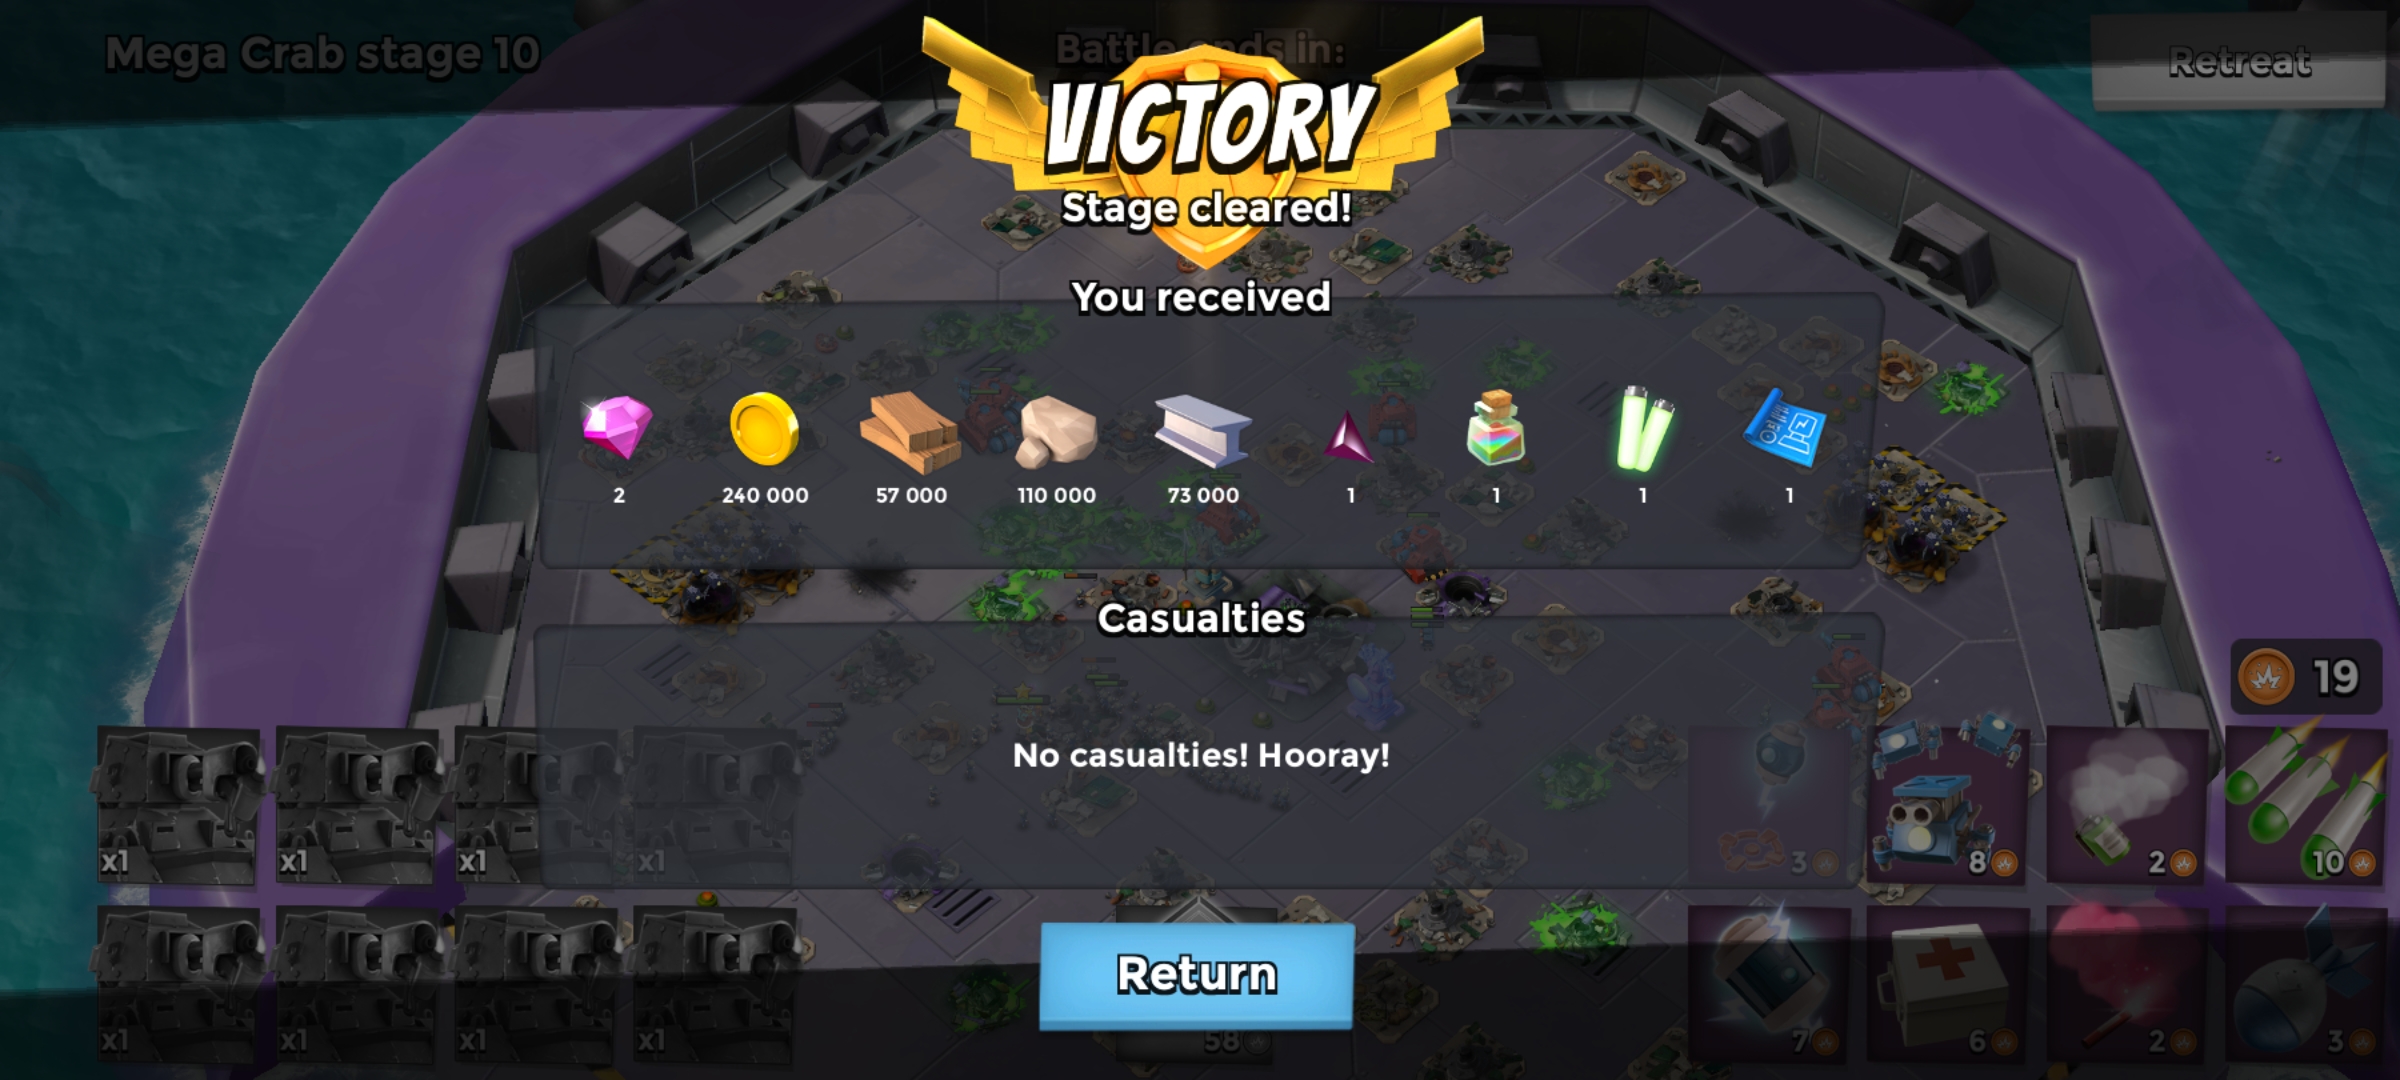 Mega Crab stage 10
Battle ends in:
Retreat
VICTORY
Stage cleared!
You received
2
240 000
57 000
110 000
73 000
1
1
1
1
Casualties
No casualties! Hooray!
19
x1
x1
x1
x1
3
8
2
10
Return
x1
x1
x1
x1
58
7
6
2
3